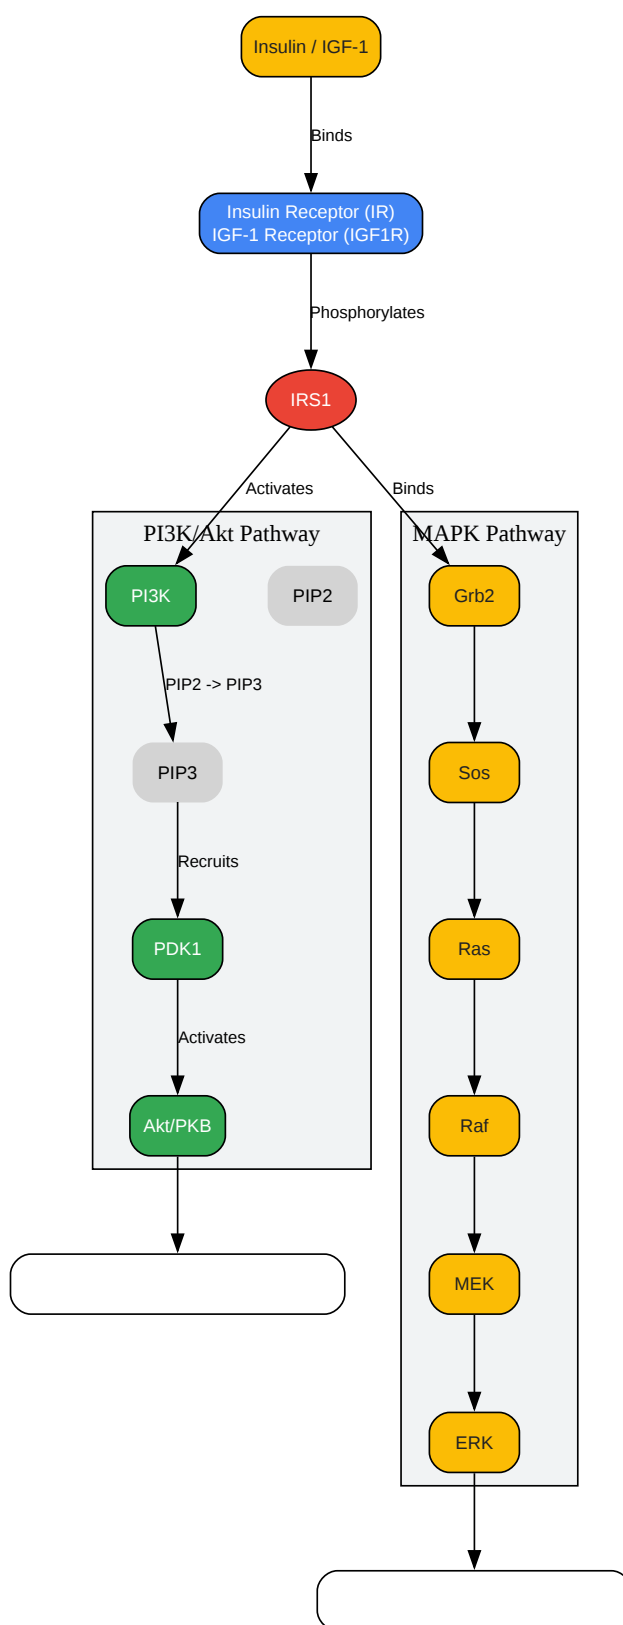 Insulin / IGF-1
Binds
Insulin Receptor (IR)
IGF-1 Receptor (IGF1R)
Phosphorylates
IRS1
Activates
Binds
PI3K/Akt Pathway
MAPK Pathway
PI3K
PIP2
Grb2
PIP2 -> PIP3
PIP3
Sos
Recruits
PDK1
Ras
Activates
Akt/PKB
Raf
MEK
ERK